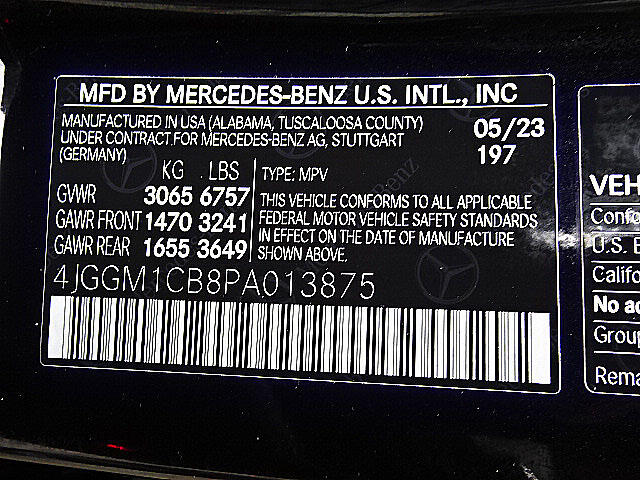 MFD BY MERCEDES-BENZ U.S. INTL., INC
MANUFACTURED IN USA (ALABAMA, TUSCALOOSA COUNTY)
UNDER CONTRACT FOR MERCEDES-BENZ AG, STUTTGART
(GERMANY)
05/23
197
KG LBS
GVWR 3065 6757
GAWR FRONT 1470 3241
GAWR REAR 1655 3649
TYPE: MPV
THIS VEHICLE CONFORMS TO ALL APPLICABLE
FEDERAL MOTOR VEHICLE SAFETY STANDARDS
IN EFFECT ON THE DATE OF MANUFACTURE
SHOWN ABOVE.
4JGGM1CB8PA013875
VEH
Confo
U.S. E
Califo
No ad
Group
Rema